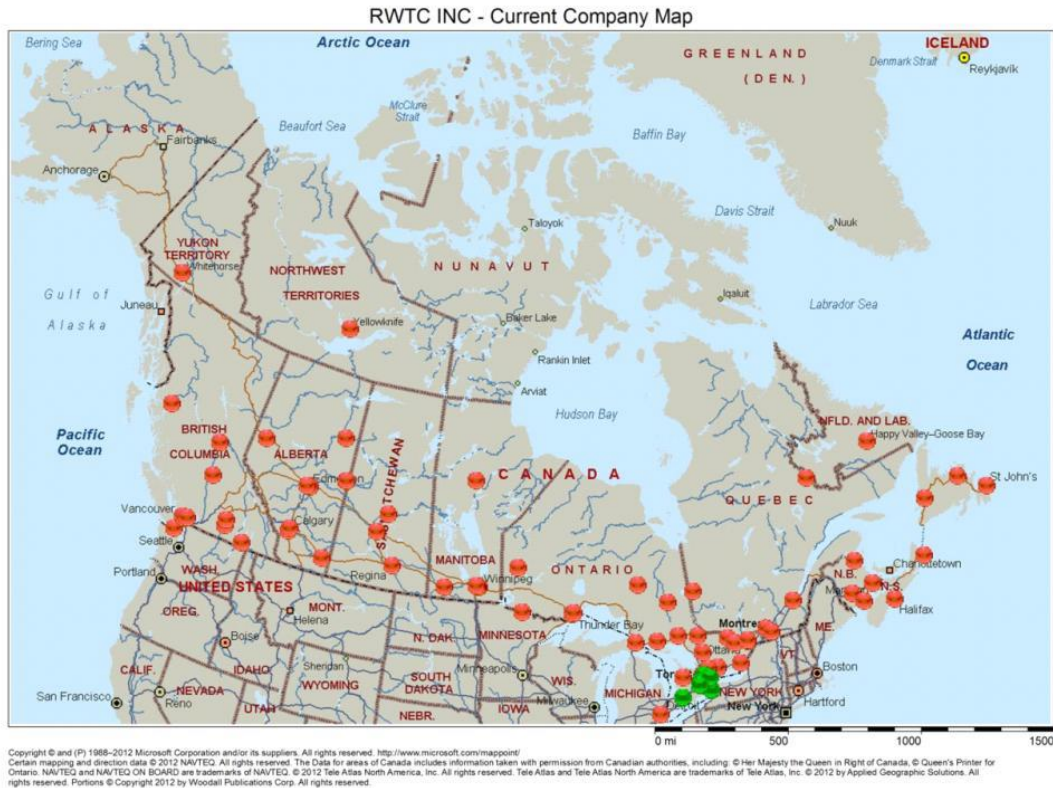 RWTC INC - Current Company Map
Bering Sea
Arctic Ocean
GREENLAND
(DEN.)
ICELAND
Denmark Strait
Reykjavík
McClure
Strait
Beaufort Sea
Baffin Bay
ALASKA
Fairbanks
Anchorage
Davis Strait
Nuuk
Taloyok
YUKON
TERRITORY
Whitehorse
NORTHWEST
TERRITORIES
NUNAVUT
Iqaluit
Labrador Sea
Gulf of
Alaska
Juneau
Yellowknife
Baker Lake
Rankin Inlet
Arviat
Atlantic
Ocean
Hudson Bay
Pacific
Ocean
BRITISH
COLUMBIA
ALBERTA
CANADA
NFLD. AND LAB.
Happy Valley-Goose Bay
St John's
QUEBEC
Vancouver
Calgary
Seattle
WASH.
Regina
MANITOBA
Winnipeg
ONTARIO
Charlottetown
N.B.
N.S.
Halifax
Portland
UNITED STATES
OREG.
MONT.
Helena
N. DAK.
MINNESOTA
Thunder Bay
ME.
VT.
Boise
IDAHO
Sheridan
WYOMING
SOUTH
DAKOTA
Minneapolis
WIS.
MICHIGAN
NEW YORK
Boston
Hartford
CALIF.
NEVADA
Reno
San Francisco
UTAH
NEBR.
IOWA
Milwaukee
New York
0 mi 500 1000 1500
Copyright © and (P) 1988–2012 Microsoft Corporation and/or its suppliers. All rights reserved. http://www.microsoft.com/mappoint/
Certain mapping and direction data © 2012 NAVTEQ. All rights reserved. The Data for areas of Canada includes information taken with permission from Canadian authorities, including: © Her Majesty the Queen in Right of Canada, © Queen's Printer for
Ontario. NAVTEQ and NAVTEQ ON BOARD are trademarks of NAVTEQ. © 2012 Tele Atlas North America, Inc. All rights reserved. Tele Atlas and Tele Atlas North America are trademarks of Tele Atlas, Inc. © 2012 by Applied Geographic Solutions. All
rights reserved. Portions © Copyright 2012 by Woodall Publications Corp. All rights reserved.